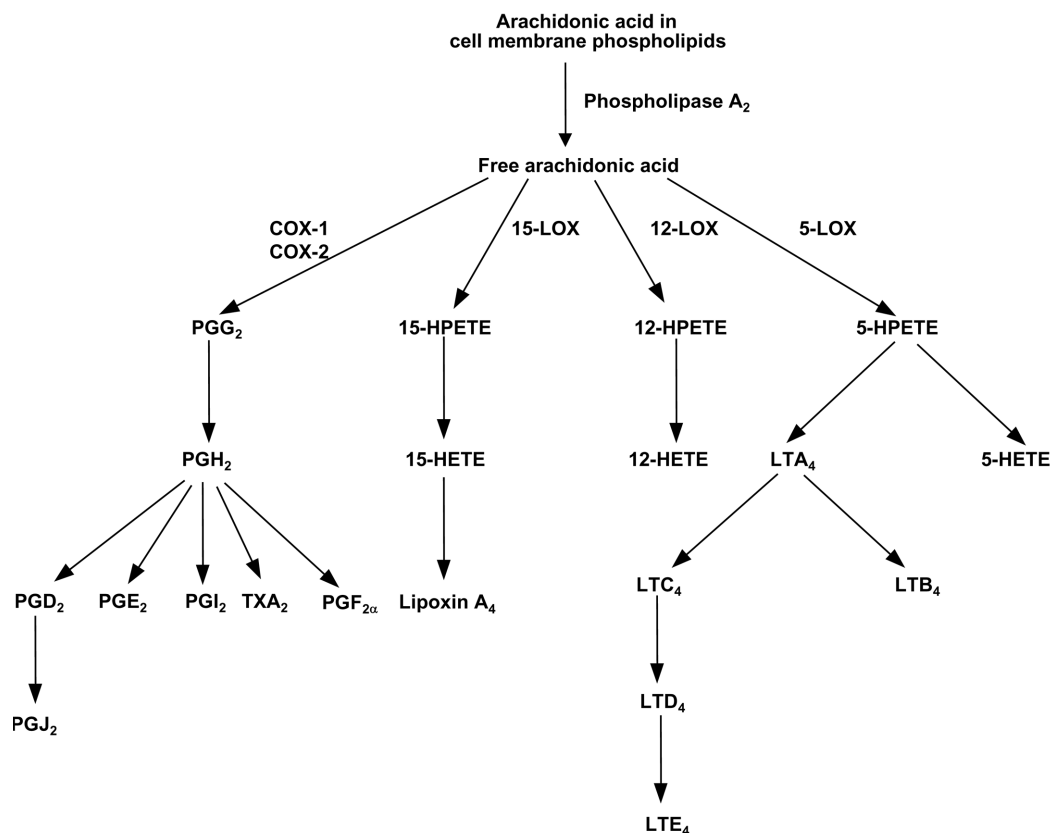 Arachidonic acid in
cell membrane phospholipids
Phospholipase A₂
Free arachidonic acid
COX-1
COX-2
15-LOX
12-LOX
5-LOX
PGG₂
15-HPETE
12-HPETE
5-HPETE
PGH₂
15-HETE
12-HETE
LTA₄
5-HETE
PGD₂
PGE₂
PGI₂
TXA₂
PGF₂α
Lipoxin A₄
LTC₄
LTB₄
PGJ₂
LTD₄
LTE₄